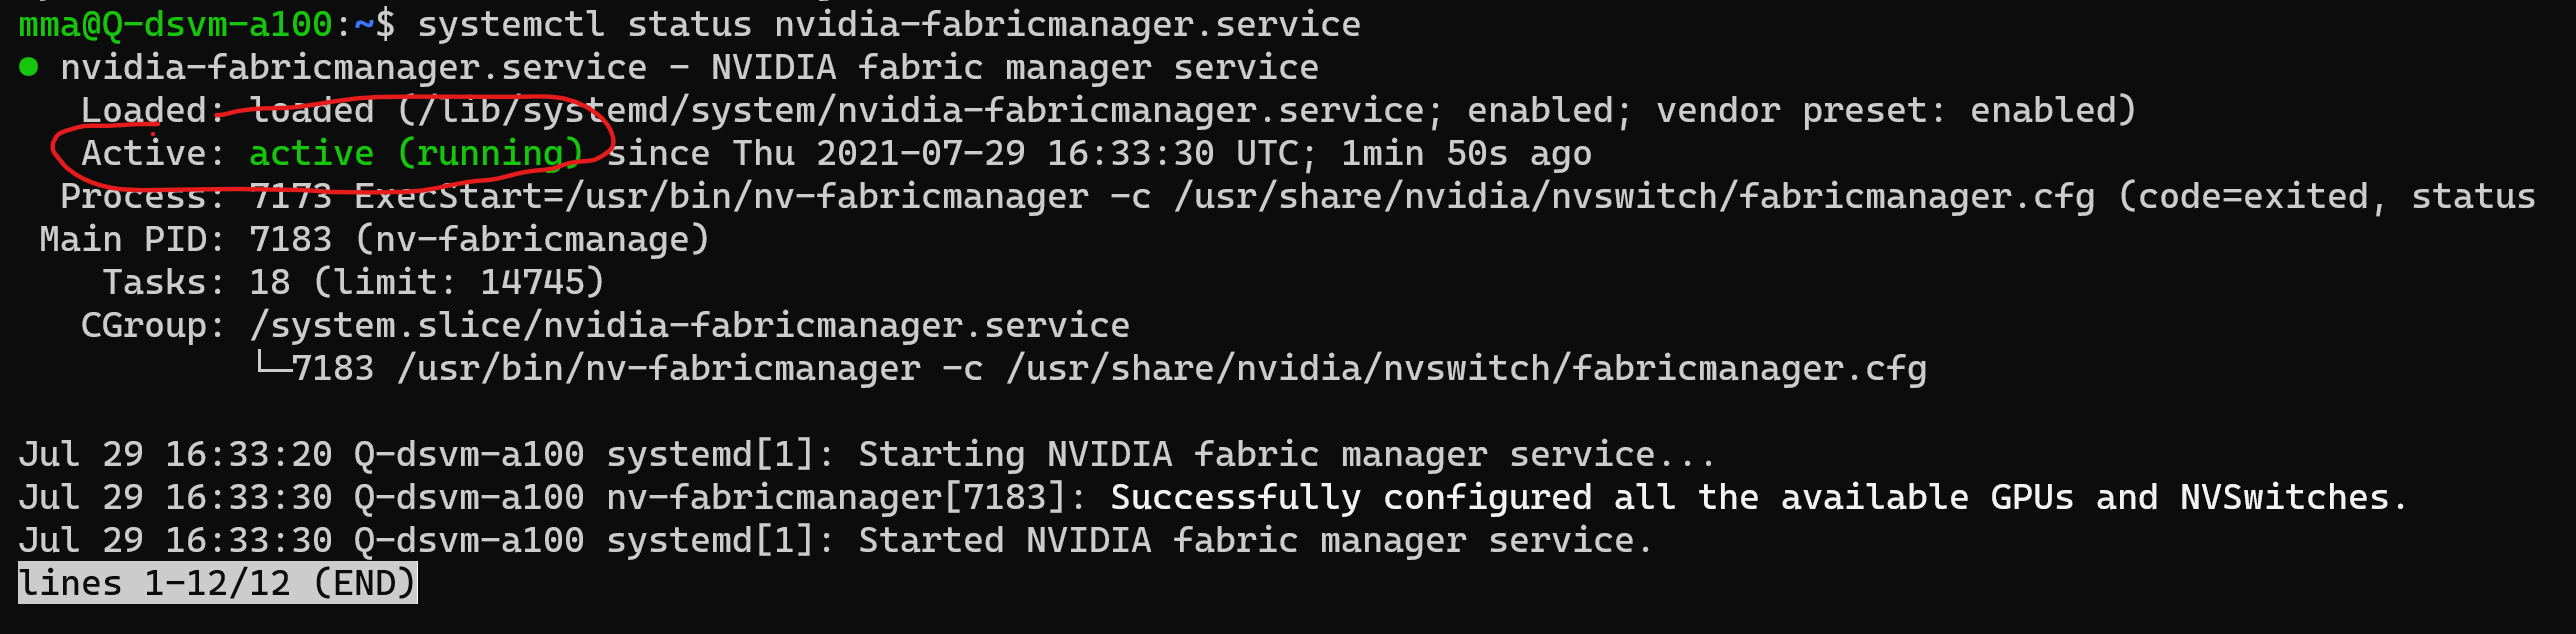 mma@Q-dsvm-a100:~$ systemctl status nvidia-fabricmanager.service
● nvidia-fabricmanager.service - NVIDIA fabric manager service
Loaded: loaded (/lib/systemd/system/nvidia-fabricmanager.service; enabled; vendor preset: enabled)
Active: active (running) since Thu 2021-07-29 16:33:30 UTC; 1min 50s ago
Process: 7173 ExecStart=/usr/bin/nv-fabricmanager -c /usr/share/nvidia/nvswitch/fabricmanager.cfg (code=exited, status
Main PID: 7183 (nv-fabricmanage)
Tasks: 18 (limit: 14745)
CGroup: /system.slice/nvidia-fabricmanager.service
└─7183 /usr/bin/nv-fabricmanager -c /usr/share/nvidia/nvswitch/fabricmanager.cfg
Jul 29 16:33:20 Q-dsvm-a100 systemd[1]: Starting NVIDIA fabric manager service...
Jul 29 16:33:30 Q-dsvm-a100 nv-fabricmanager[7183]: Successfully configured all the available GPUs and NVSwitches.
Jul 29 16:33:30 Q-dsvm-a100 systemd[1]: Started NVIDIA fabric manager service.
lines 1-12/12 (END)